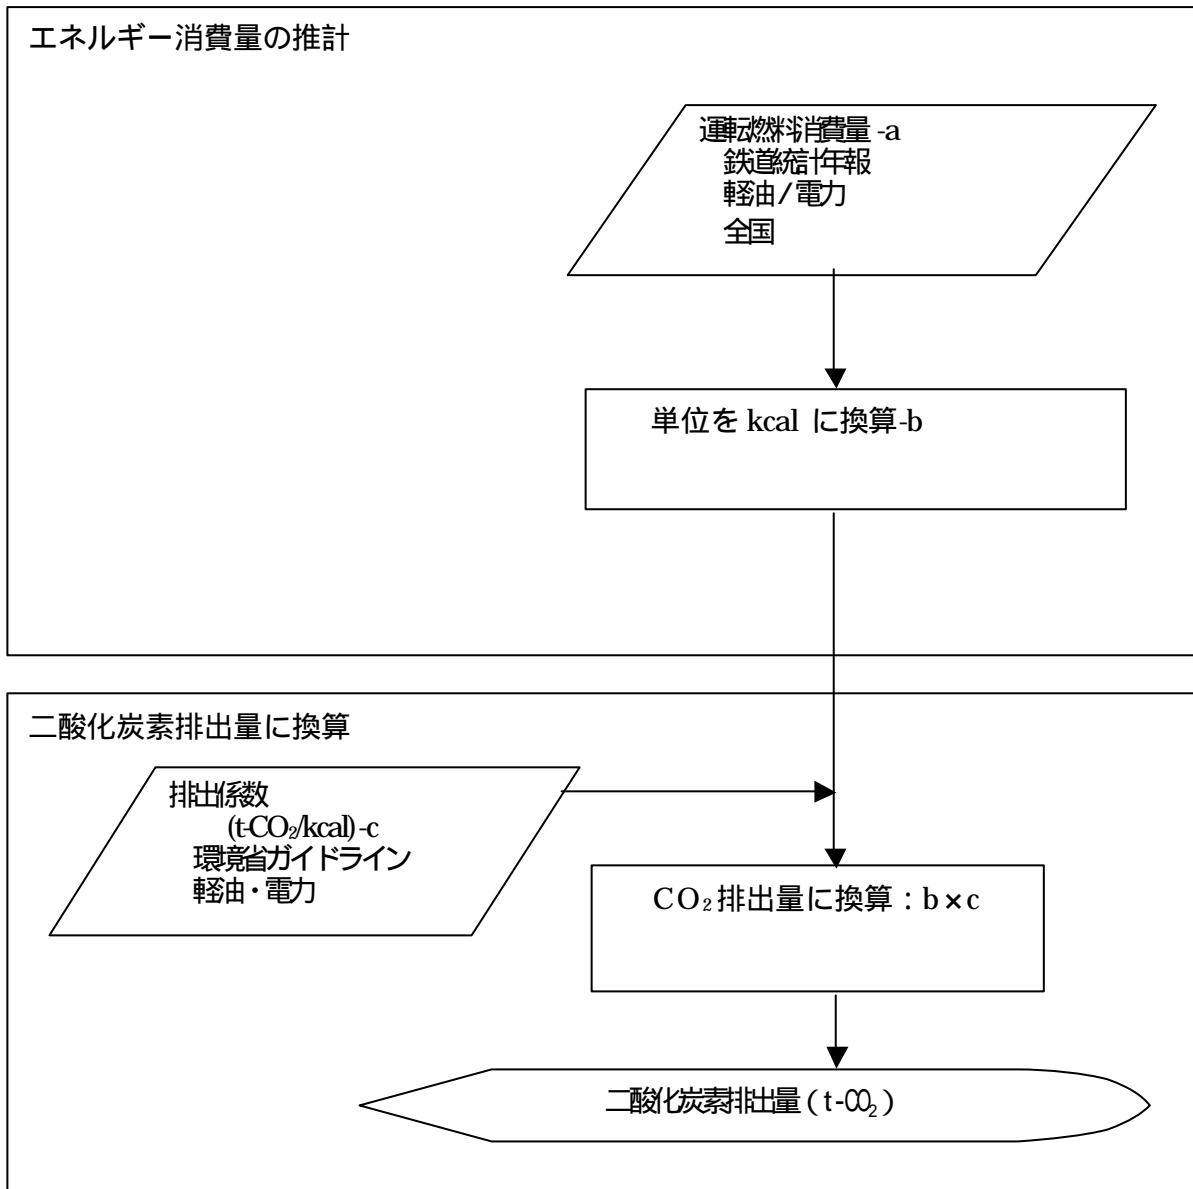 エネルギー消費量の推計
運転燃料消費量 -a
鉄道統計年報
軽油 / 電力
全国
単位を kcal に換算-b
二酸化炭素排出量に換算
排出係数
(t-CO₂/kcal) -c
環境省ガイドライン
軽油・電力
CO₂排出量に換算：b×c
二酸化炭素排出量（t-CO₂）